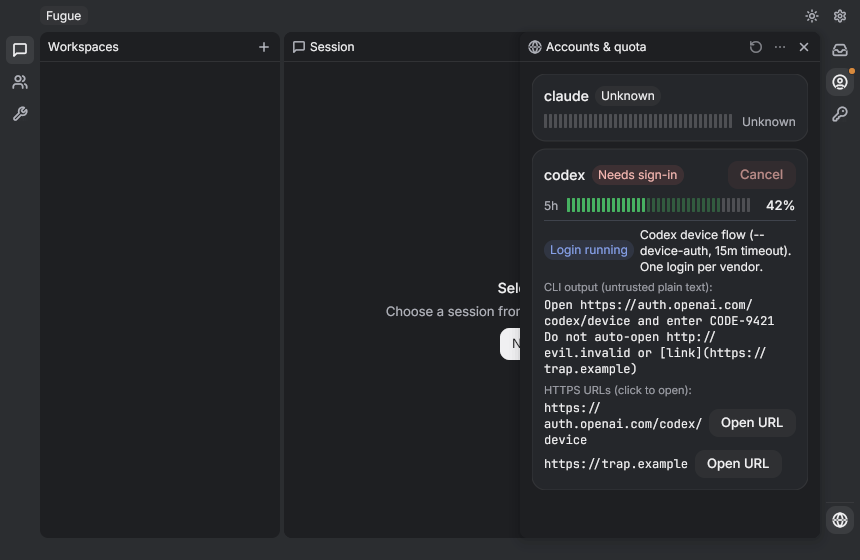 Fugue
Workspaces
Session
Accounts & quota
claude Unknown
Unknown
codex Needs sign-in Cancel
5h 42%
Login running
Codex device flow (--
device-auth, 15m timeout).
One login per vendor.
CLI output (untrusted plain text):
Open https://auth.openai.com/
codex/device and enter CODE-9421
Do not auto-open http://
evil.invalid or [link](https://
trap.example)
HTTPS URLs (click to open):
https://
auth.openai.com/codex/
device
Open URL
https://trap.example Open URL
Choose a session